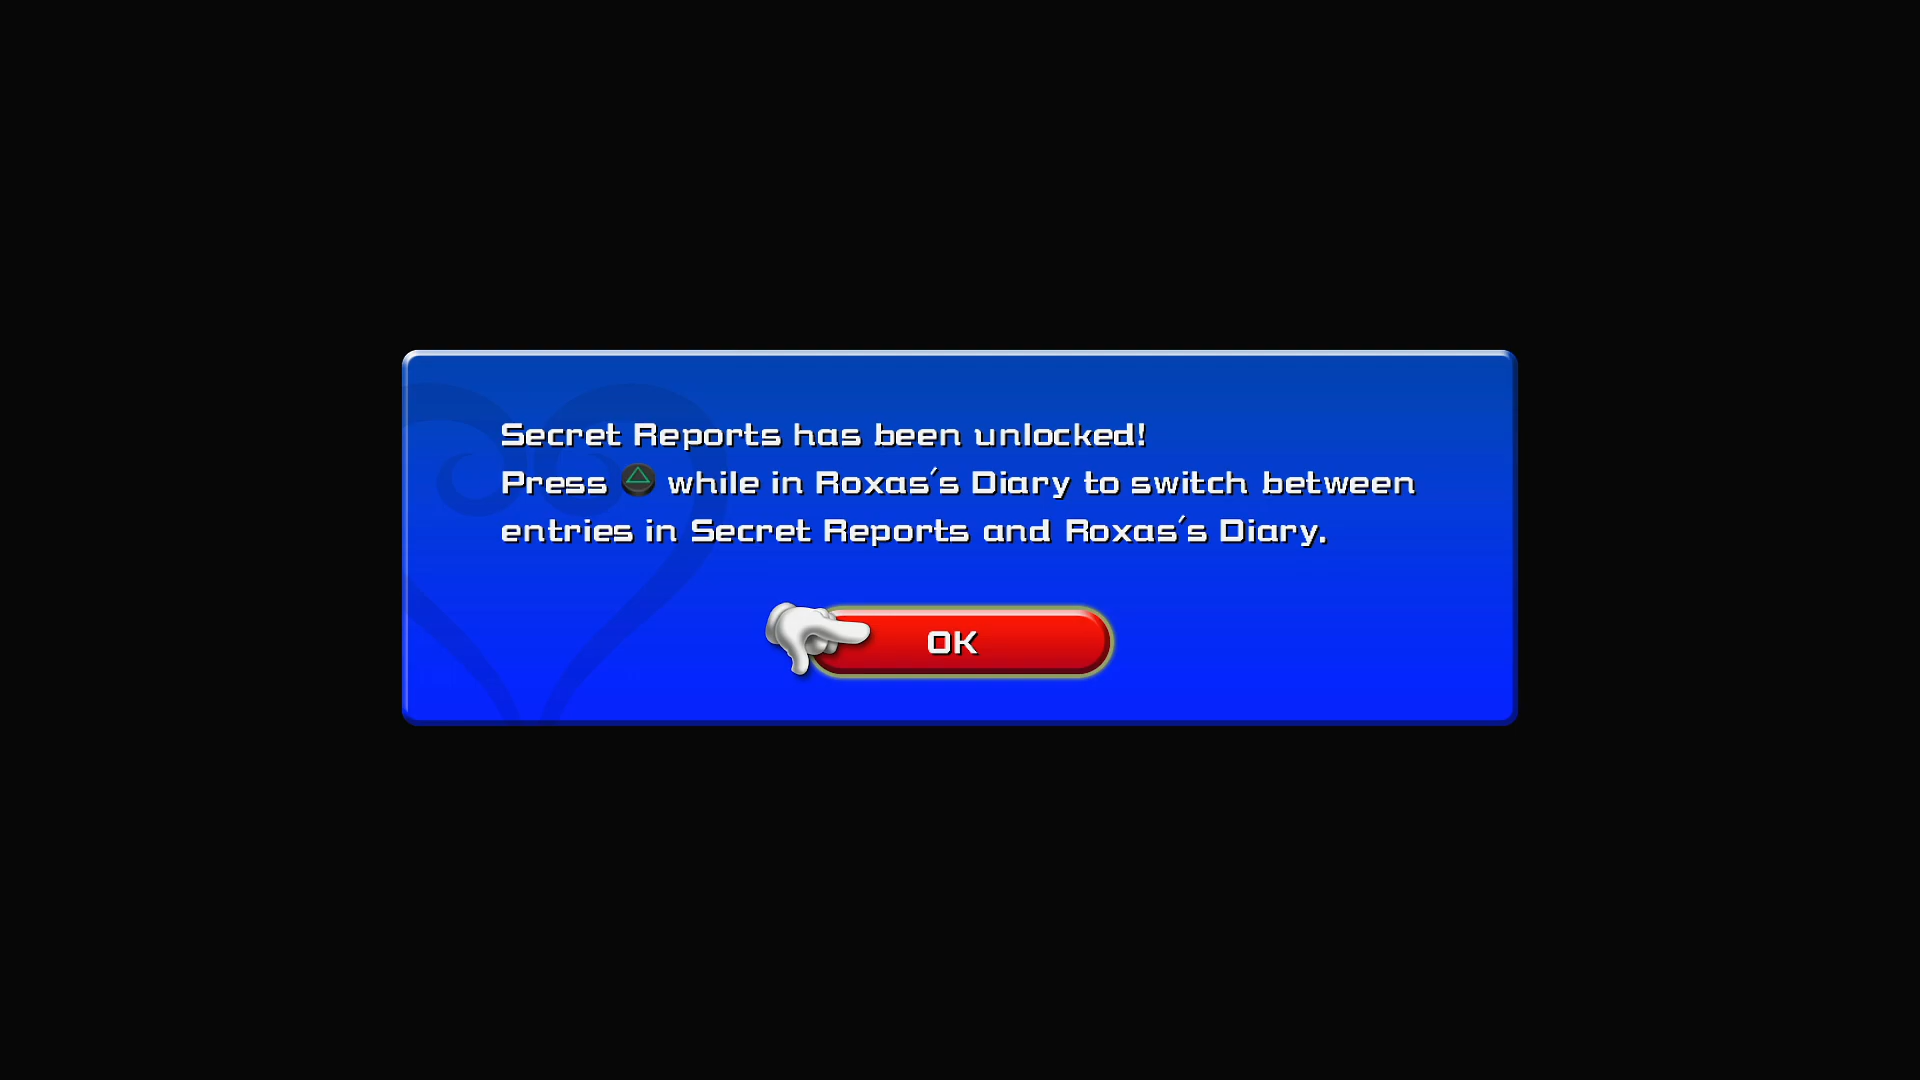 Secret Reports has been unlocked!
Press △ while in Roxas's Diary to switch between
entries in Secret Reports and Roxas's Diary.
OK